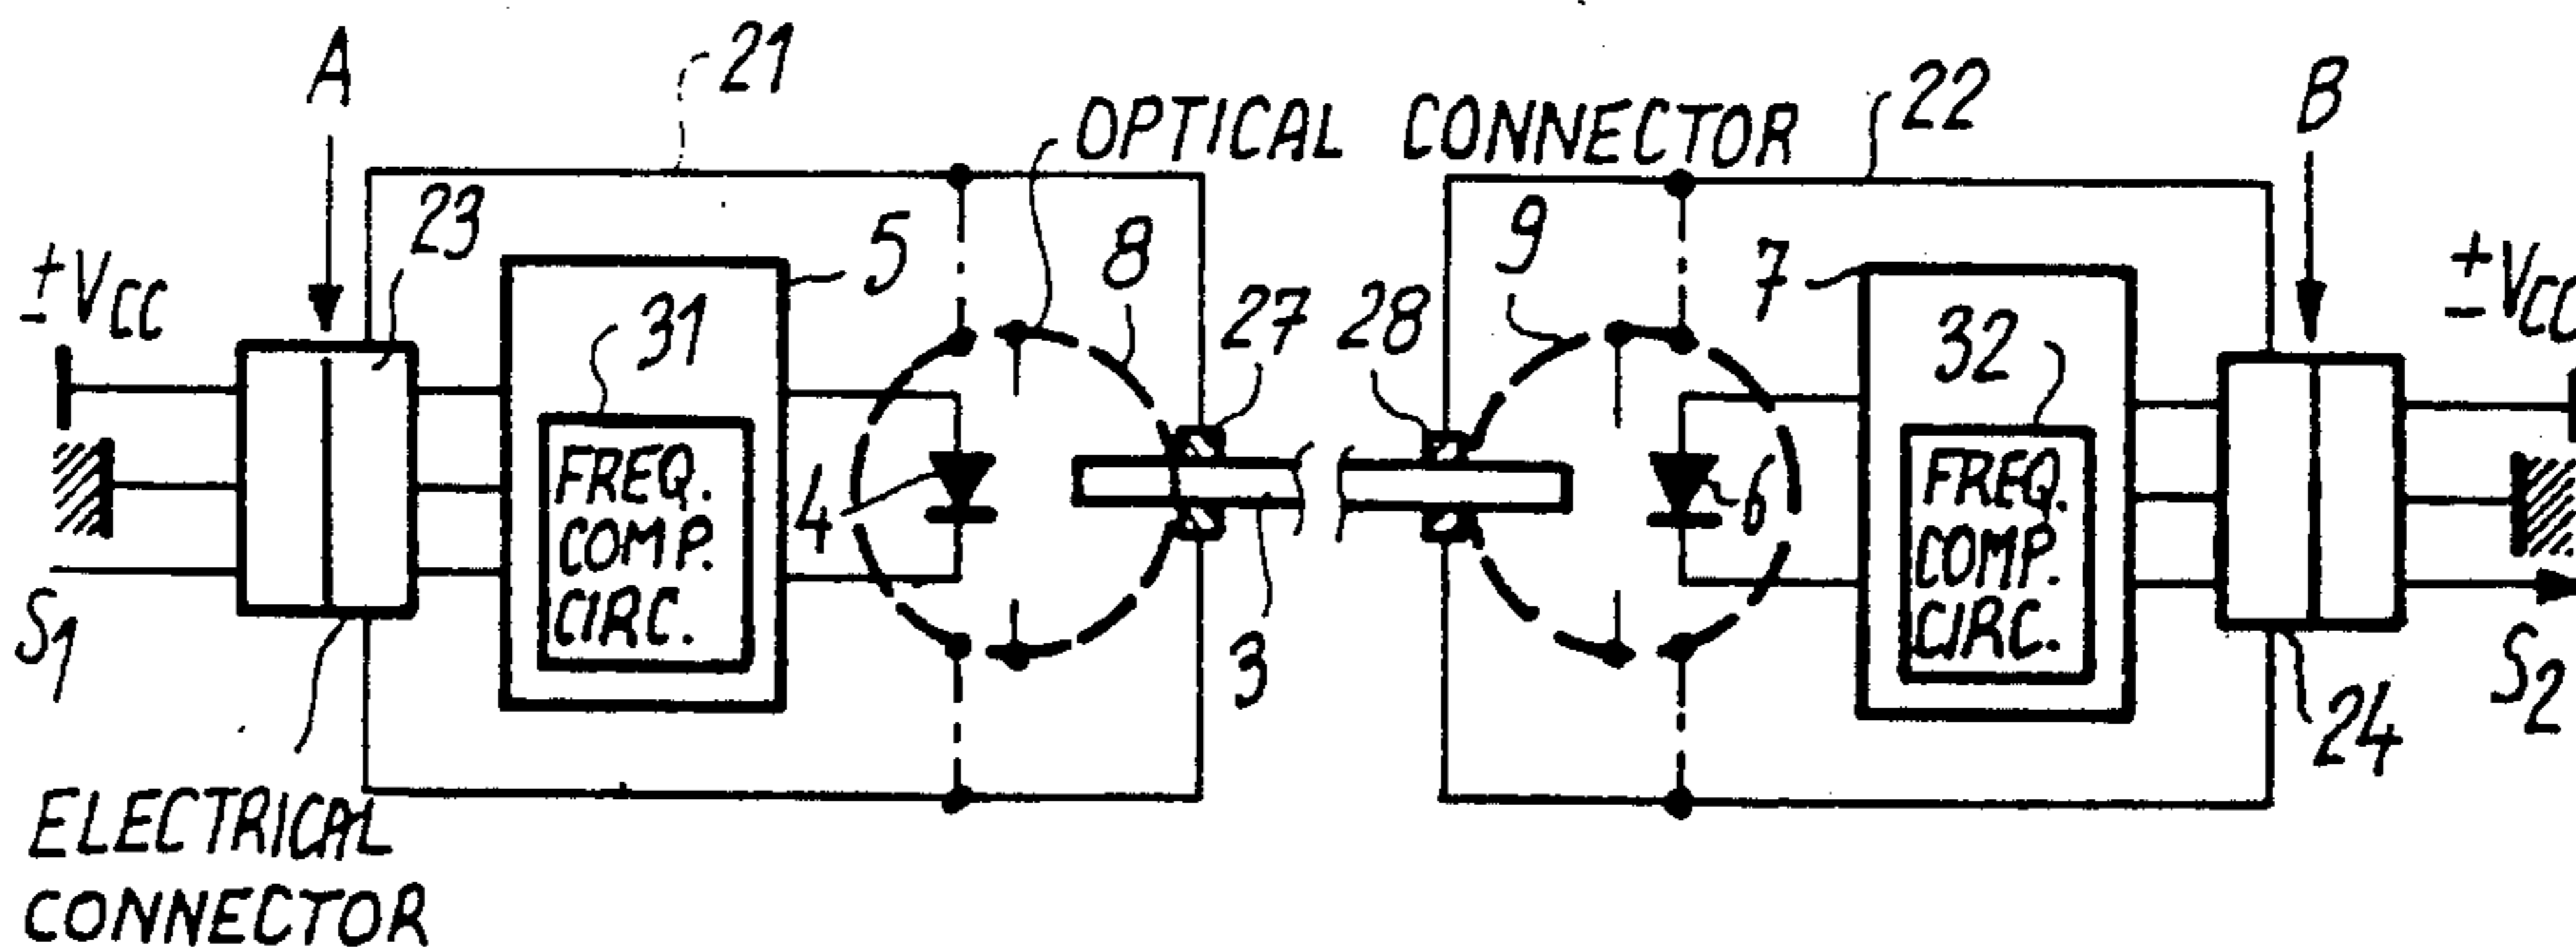 A
21
OPTICAL CONNECTOR
22
B
±VCC
23
5
8
27
28
9
7
±VCC
31
FREQ.
COMP.
CIRC.
4
3
6
32
FREQ.
COMP.
CIRC.
S1
S2
24
ELECTRICAL
CONNECTOR